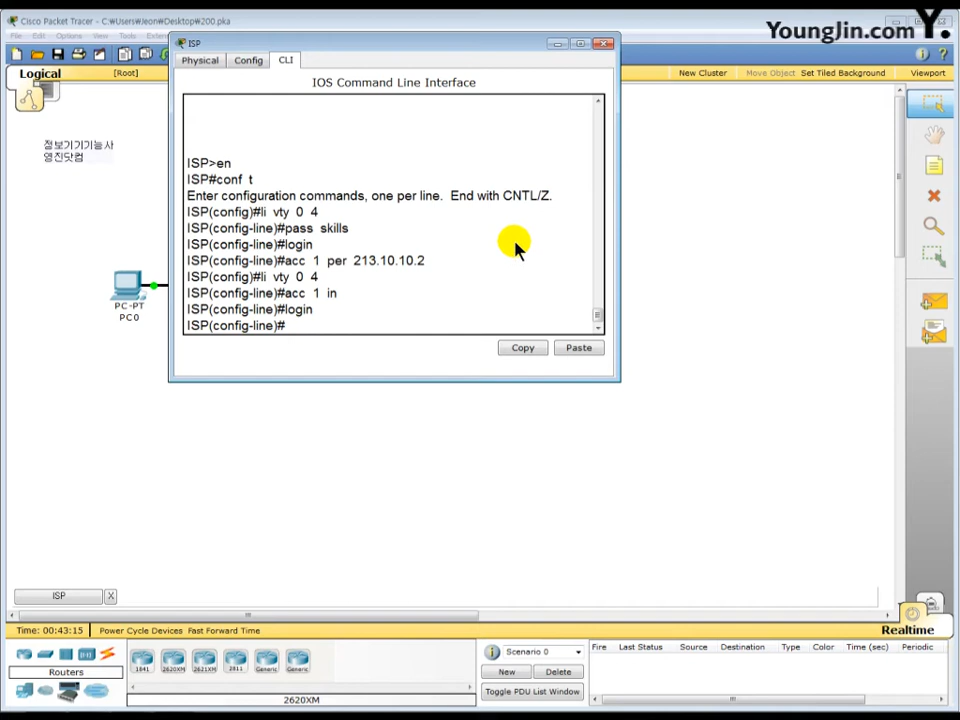 Cisco Packet Tracer - C:\Users\Jeon\Desktop\200.pka
YoungJin.com Y.
File Edit Options View Tools Exten
Logical
[Root]
New Cluster
Move Object
Set Tiled Background
Viewport
ISP
Physical
Config
CLI
IOS Command Line Interface
ISP>en
ISP#conf t
Enter configuration commands, one per line. End with CNTL/Z.
ISP(config)#li vty 0 4
ISP(config-line)#pass skills
ISP(config-line)#login
ISP(config-line)#acc 1 per 213.10.10.2
ISP(config-line)#li vty 0 4
ISP(config-line)#acc 1 in
ISP(config-line)#login
ISP(config-line)#
Copy
Paste
정보기기기능사
영진닷컴
PC-PT
PC0
ISP
X
Time: 00:43:15
Power Cycle Devices Fast Forward Time
Realtime
Routers
1841
2620XM
2621XM
2811
Generic
Generic
2620XM
Scenario 0
New
Delete
Toggle PDU List Window
Fire
Last Status
Source
Destination
Type
Color
Time (sec)
Periodic